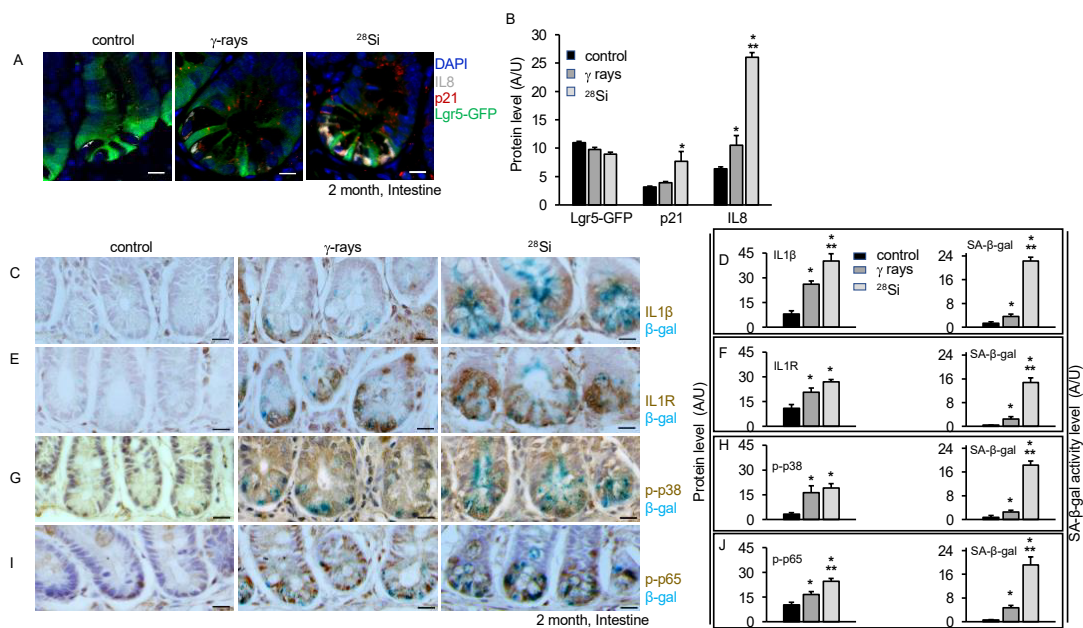 A
control
γ-rays
28Si
DAPI
IL8
p21
Lgr5-GFP
2 month, Intestine
B
Protein level (A/U)
30
25
20
15
10
5
0
control
γ rays
28Si
*
*
*
**
Lgr5-GFP
p21
IL8
control
γ-rays
28Si
C
IL1β
β-gal
E
IL1R
β-gal
G
p-p38
β-gal
I
p-p65
β-gal
2 month, Intestine
Protein level (A/U)
SA-β-gal activity level (A/U)
D
IL1β
45
30
15
0
*
*
**
control
γ rays
28Si
SA-β-gal
24
16
8
0
*
*
**
F
IL1R
45
30
15
0
*
*
SA-β-gal
24
16
8
0
*
*
**
H
p-p38
45
30
15
0
*
*
SA-β-gal
24
16
8
0
*
*
**
J
p-p65
45
30
15
0
*
*
**
SA-β-gal
24
16
8
0
*
*
**